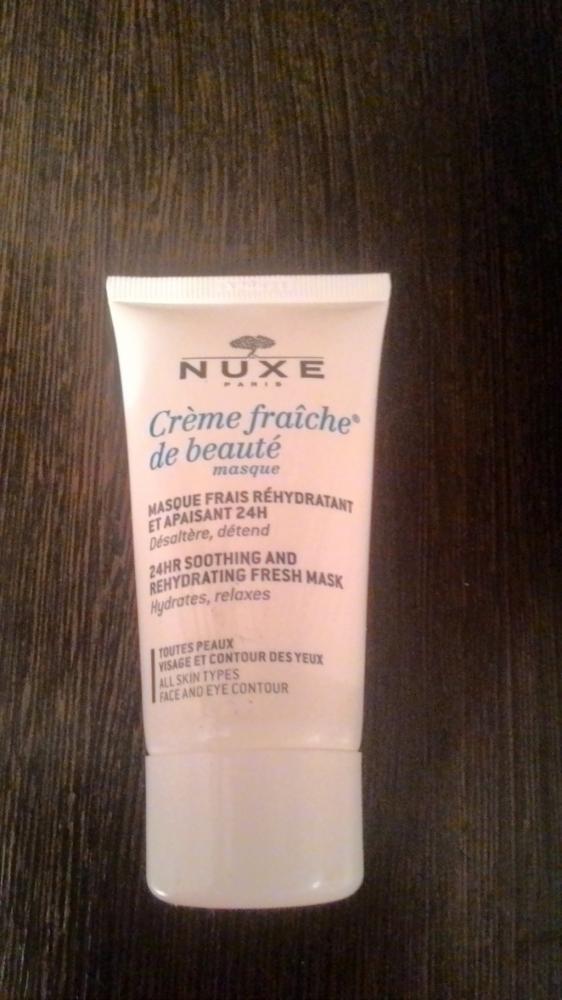 NUXE
PARIS
Crème fraîche®
de beauté
masque
MASQUE FRAIS RÉHYDRATANT
ET APAISANT 24H
Désaltère, détend
24HR SOOTHING AND
REHYDRATING FRESH MASK
Hydrates, relaxes
TOUTES PEAUX
VISAGE ET CONTOUR DES YEUX
ALL SKIN TYPES
FACE AND EYE CONTOUR